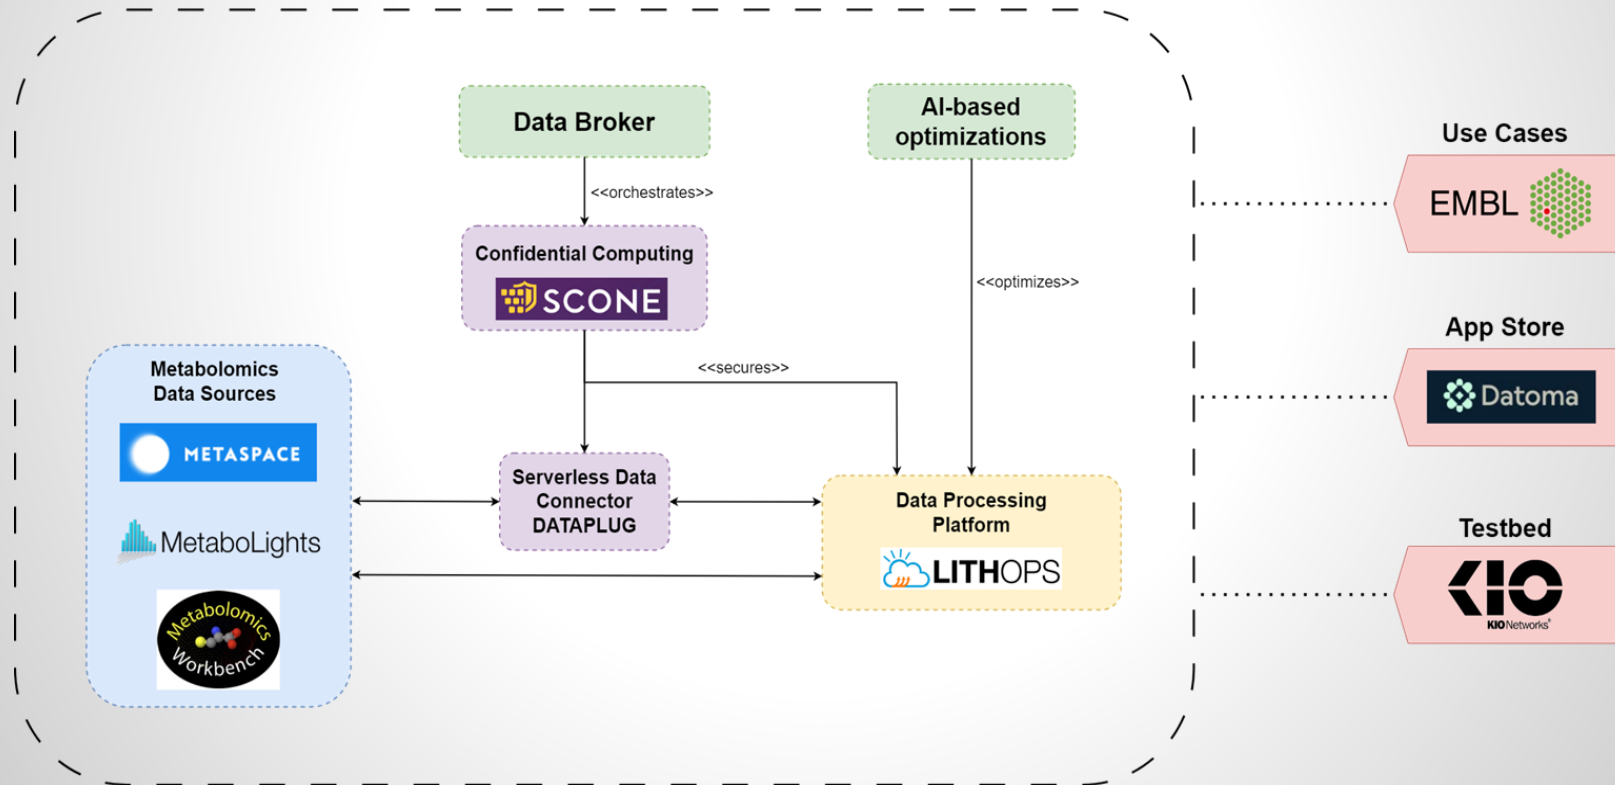 Data Broker
AI-based
optimizations
<<orchestrates>>
Confidential Computing
SCONE
<<optimizes>>
<<secures>>
Metabolomics
Data Sources
METASPACE
MetaboLights
Metabolomics
Workbench
Serverless Data
Connector
DATAPLUG
Data Processing
Platform
LITHOPS
Use Cases
EMBL
App Store
Datoma
Testbed
KIO
KIO Networks®